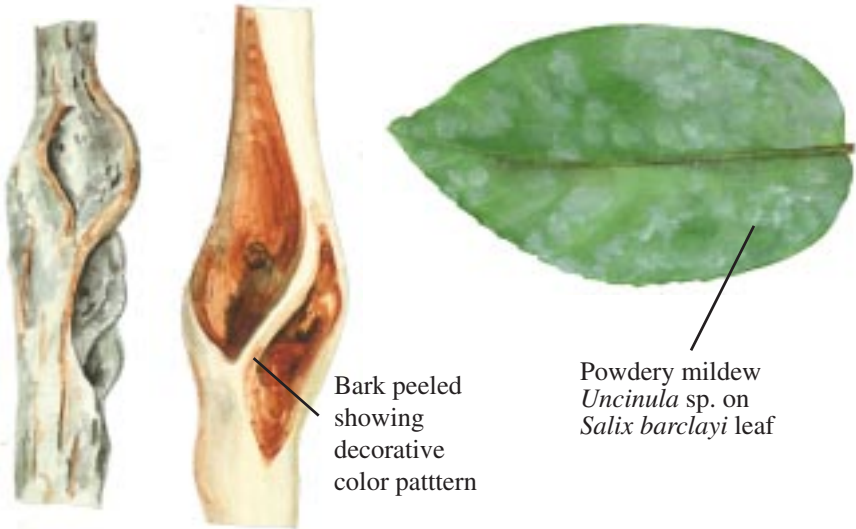 Bark peeled
showing
decorative
color patttern
Powdery mildew
Uncinula sp. on
Salix barclayi leaf